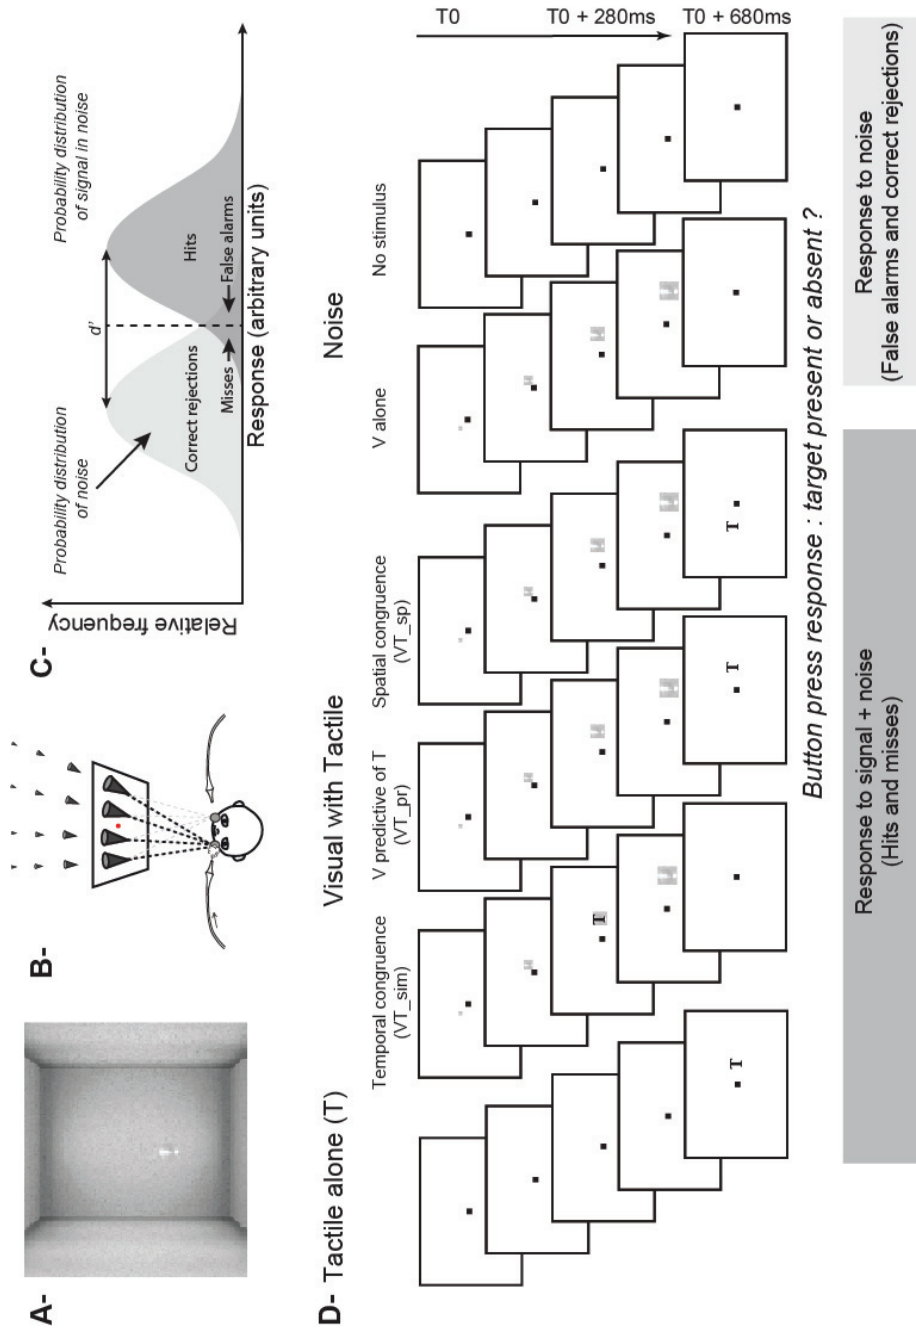 A-
B-
C-
Relative frequency
Probability distribution
of noise
Probability distribution
of signal in noise
d'
Correct rejections
Hits
Misses
False alarms
Response (arbitrary units)
D- Tactile alone (T)
Visual with Tactile
Noise
Temporal congruence
(VT_sim)
V predictive of T
(VT_pr)
Spatial congruence
(VT_sp)
V alone
No stimulus
T0
T0 + 280ms
T0 + 680ms
T
T
T
T
Button press response : target present or absent ?
Response to signal + noise
(Hits and misses)
Response to noise
(False alarms and correct rejections)